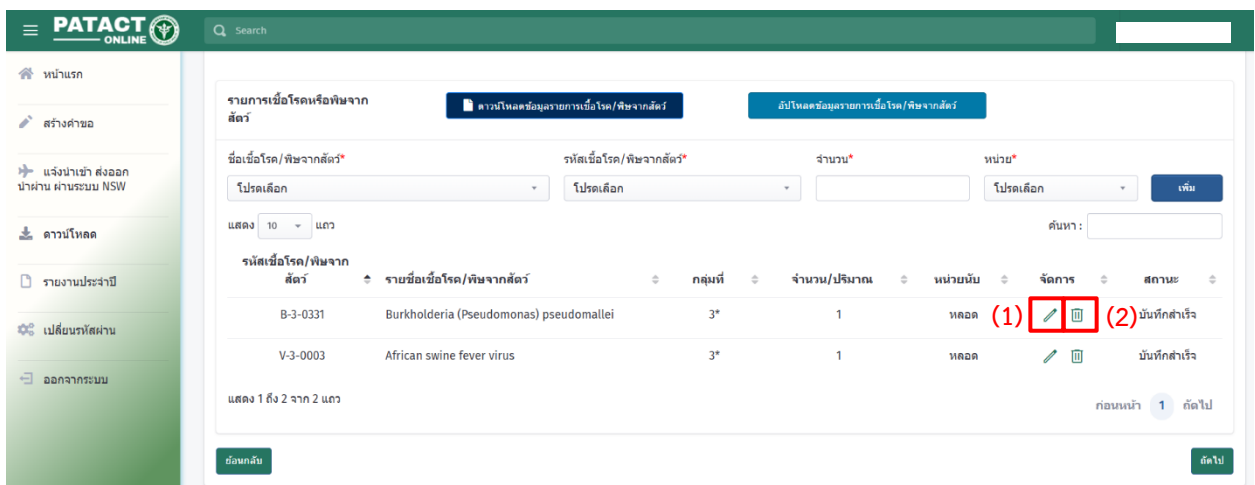 PATACT
ONLINE
Search
หน้าแรก
สร้างคำขอ
แจ้งนำเข้า ส่งออก
นำผ่าน ผ่านระบบ NSW
ดาวน์โหลด
รายงานประจำปี
เปลี่ยนรหัสผ่าน
ออกจากระบบ
รายการเชื้อโรคหรือพิษจาก
สัตว์
ดาวน์โหลดข้อมูลรายการเชื้อโรค/พิษจากสัตว์
อัปโหลดข้อมูลรายการเชื้อโรค/พิษจากสัตว์
ชื่อเชื้อโรค/พิษจากสัตว์* รหัสเชื้อโรค/พิษจากสัตว์* จำนวน* หน่วย*
โปรดเลือก โปรดเลือก โปรดเลือก เพิ่ม
แสดง 10 แถว ค้นหา :
รหัสเชื้อโรค/พิษจาก
สัตว์ รายชื่อเชื้อโรค/พิษจากสัตว์ กลุ่มที่ จำนวน/ปริมาณ หน่วยนับ จัดการ สถานะ
B-3-0331 Burkholderia (Pseudomonas) pseudomallei 3* 1 หลอด (1) (2) บันทึกสำเร็จ
V-3-0003 African swine fever virus 3* 1 หลอด บันทึกสำเร็จ
แสดง 1 ถึง 2 จาก 2 แถว
ก่อนหน้า 1 ถัดไป
ย้อนกลับ ถัดไป